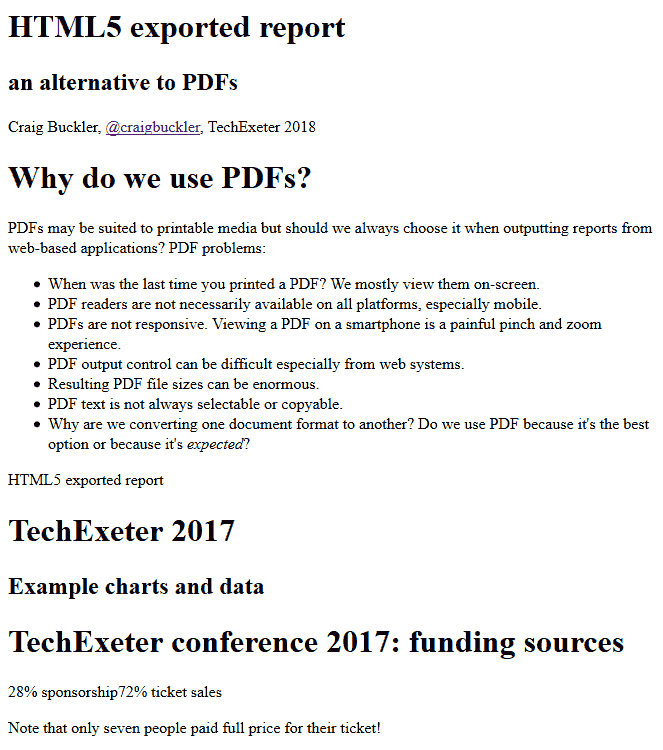 HTML5 exported report
an alternative to PDFs
Craig Buckler, @craigbuckler, TechExeter 2018
Why do we use PDFs?
PDFs may be suited to printable media but should we always choose it when outputting reports from
web-based applications? PDF problems:
• When was the last time you printed a PDF? We mostly view them on-screen.
• PDF readers are not necessarily available on all platforms, especially mobile.
• PDFs are not responsive. Viewing a PDF on a smartphone is a painful pinch and zoom
experience.
• PDF output control can be difficult especially from web systems.
• Resulting PDF file sizes can be enormous.
• PDF text is not always selectable or copyable.
• Why are we converting one document format to another? Do we use PDF because it's the best
option or because it's expected?
HTML5 exported report
TechExeter 2017
Example charts and data
TechExeter conference 2017: funding sources
28% sponsorship72% ticket sales
Note that only seven people paid full price for their ticket!